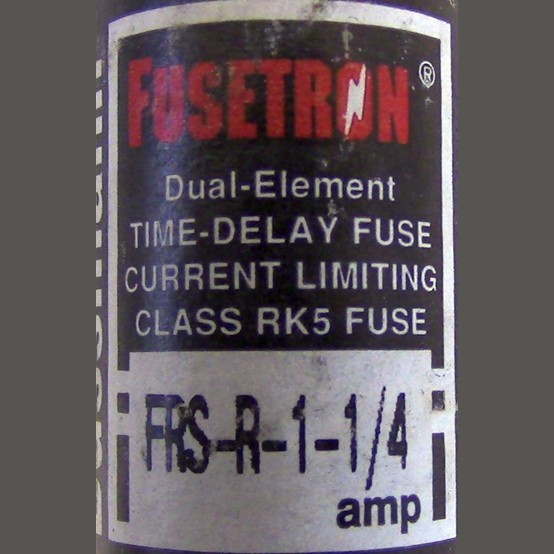 FUSETRON®
Dual-Element
TIME-DELAY FUSE
CURRENT LIMITING
CLASS RK5 FUSE
FRS-R-1-1/4
amp